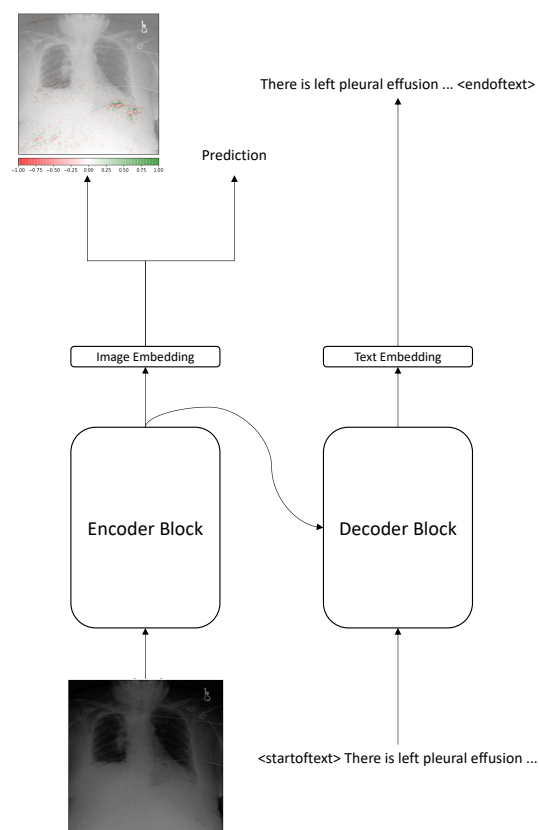 There is left pleural effusion ... <endoftext>
Prediction
−1.00 −0.75 −0.50 −0.25 0.00 0.25 0.50 0.75 1.00
Image Embedding
Text Embedding
Encoder Block
Decoder Block
<startoftext> There is left pleural effusion ...